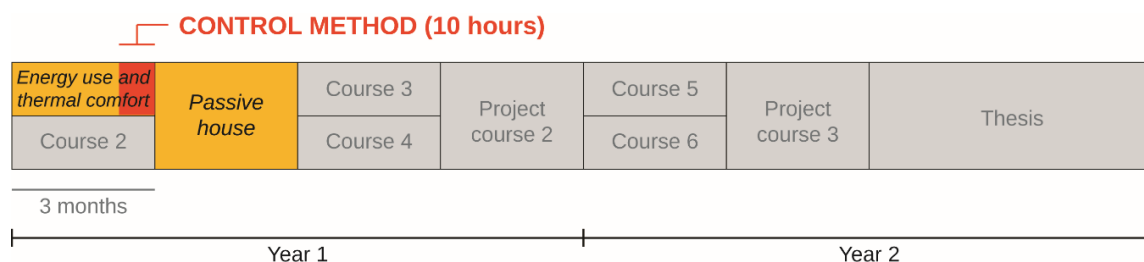 CONTROL METHOD (10 hours)
Energy use and
thermal comfort
Course 2
Passive
house
Course 3
Course 4
Project
course 2
Course 5
Course 6
Project
course 3
Thesis
3 months
Year 1
Year 2